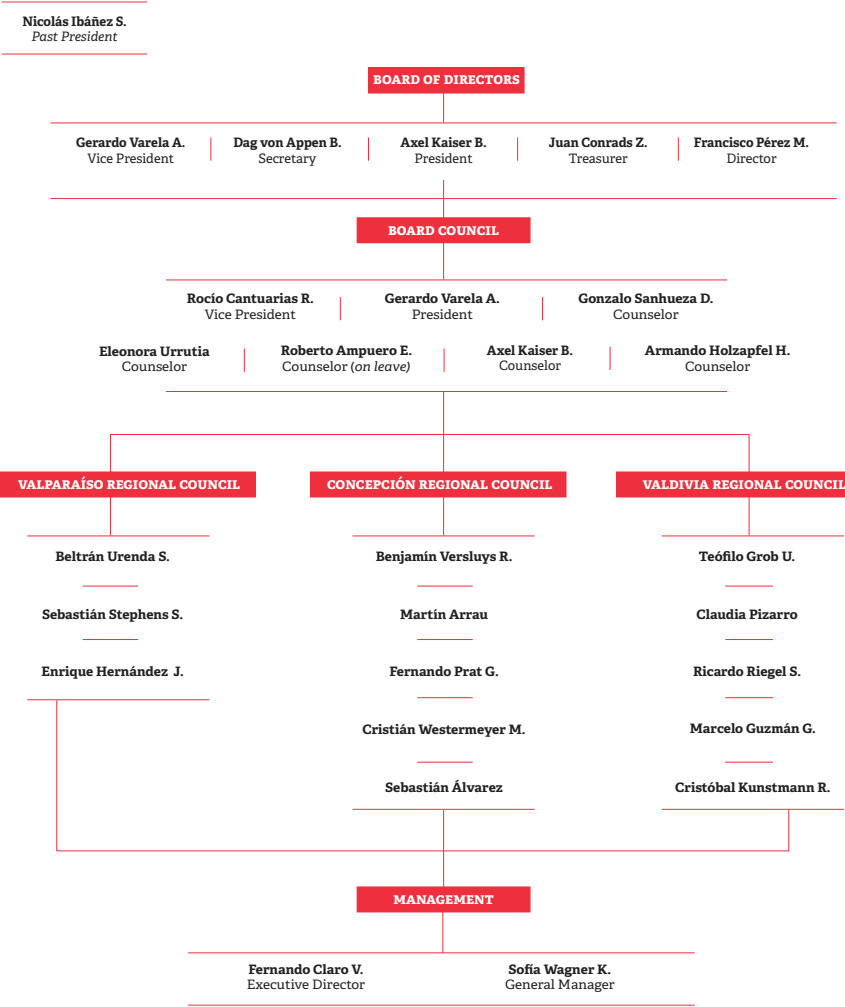 Nicolás Ibáñez S.
Past President
BOARD OF DIRECTORS
Gerardo Varela A.
Vice President
Dag von Appen B.
Secretary
Axel Kaiser B.
President
Juan Conrads Z.
Treasurer
Francisco Pérez M.
Director
BOARD COUNCIL
Rocío Cantuarias R.
Vice President
Gerardo Varela A.
President
Gonzalo Sanhueza D.
Counselor
Eleonora Urrutia
Counselor
Roberto Ampuero E.
Counselor (on leave)
Axel Kaiser B.
Counselor
Armando Holzapfel H.
Counselor
VALPARAÍSO REGIONAL COUNCIL
Beltrán Urenda S.
Sebastián Stephens S.
Enrique Hernández J.
CONCEPCIÓN REGIONAL COUNCIL
Benjamín Versluys R.
Martín Arrau
Fernando Prat G.
Cristián Westermeyer M.
Sebastián Álvarez
VALDIVIA REGIONAL COUNCIL
Teófilo Grob U.
Claudia Pizarro
Ricardo Riegel S.
Marcelo Guzmán G.
Cristóbal Kunstmann R.
MANAGEMENT
Fernando Claro V.
Executive Director
Sofía Wagner K.
General Manager